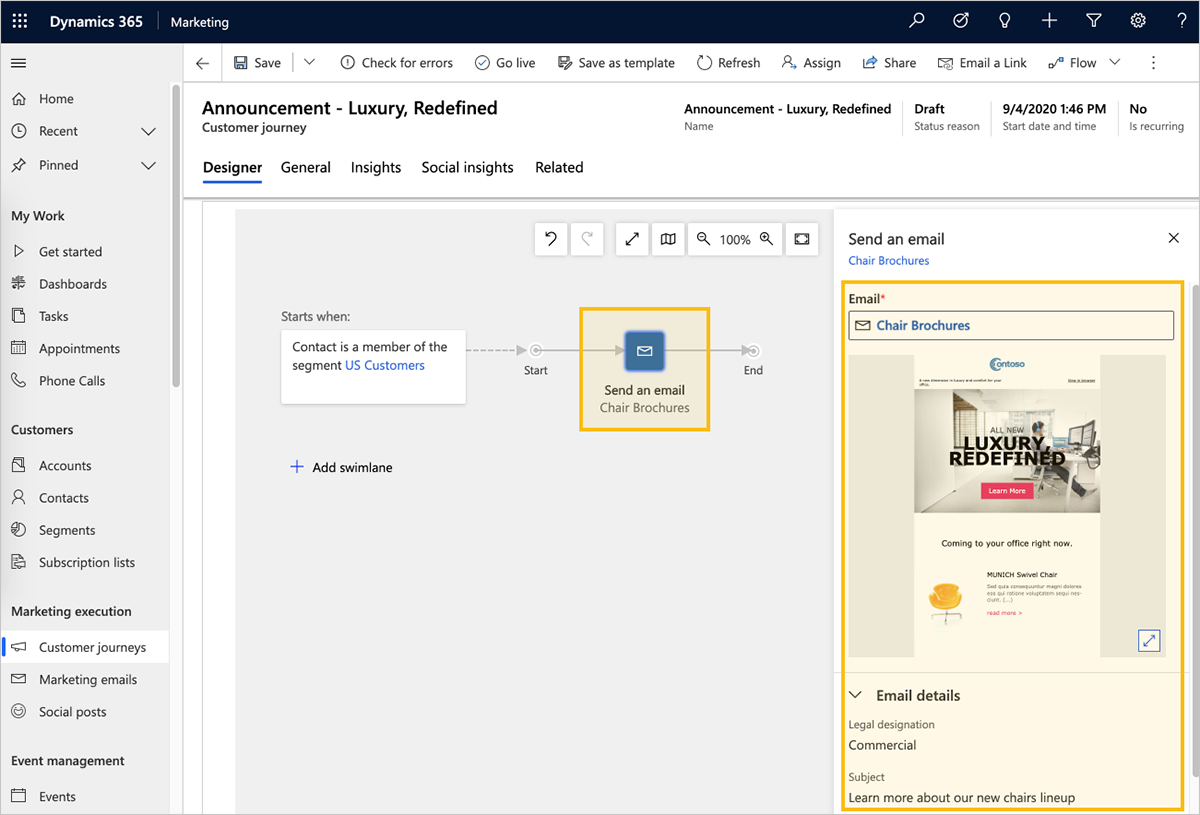 Dynamics 365
Marketing
?
Save
Check for errors
Go live
Save as template
Refresh
Assign
Share
Email a Link
Flow
Home
Recent
Pinned
My Work
Get started
Dashboards
Tasks
Appointments
Phone Calls
Customers
Accounts
Contacts
Segments
Subscription lists
Marketing execution
Customer journeys
Marketing emails
Social posts
Event management
Events
Announcement - Luxury, Redefined
Customer journey
Announcement - Luxury, Redefined
Name
Draft
Status reason
9/4/2020 1:46 PM
Start date and time
No
Is recurring
Designer
General
Insights
Social insights
Related
100%
Starts when:
Contact is a member of the
segment US Customers
Start
Send an email
Chair Brochures
End
Add swimlane
Send an email
Chair Brochures
Email*
Chair Brochures
Contoso
A new dimension in luxury and comfort for your
office.
View in browser
ALL NEW
LUXURY,
REDEFINED
Learn More
Coming to your office right now.
MUNICH Swivel Chair
Sed quia consequuntur magni dolores
eos qui ratione voluptatem sequi nes-
ciunt. [...]
read more >
Email details
Legal designation
Commercial
Subject
Learn more about our new chairs lineup